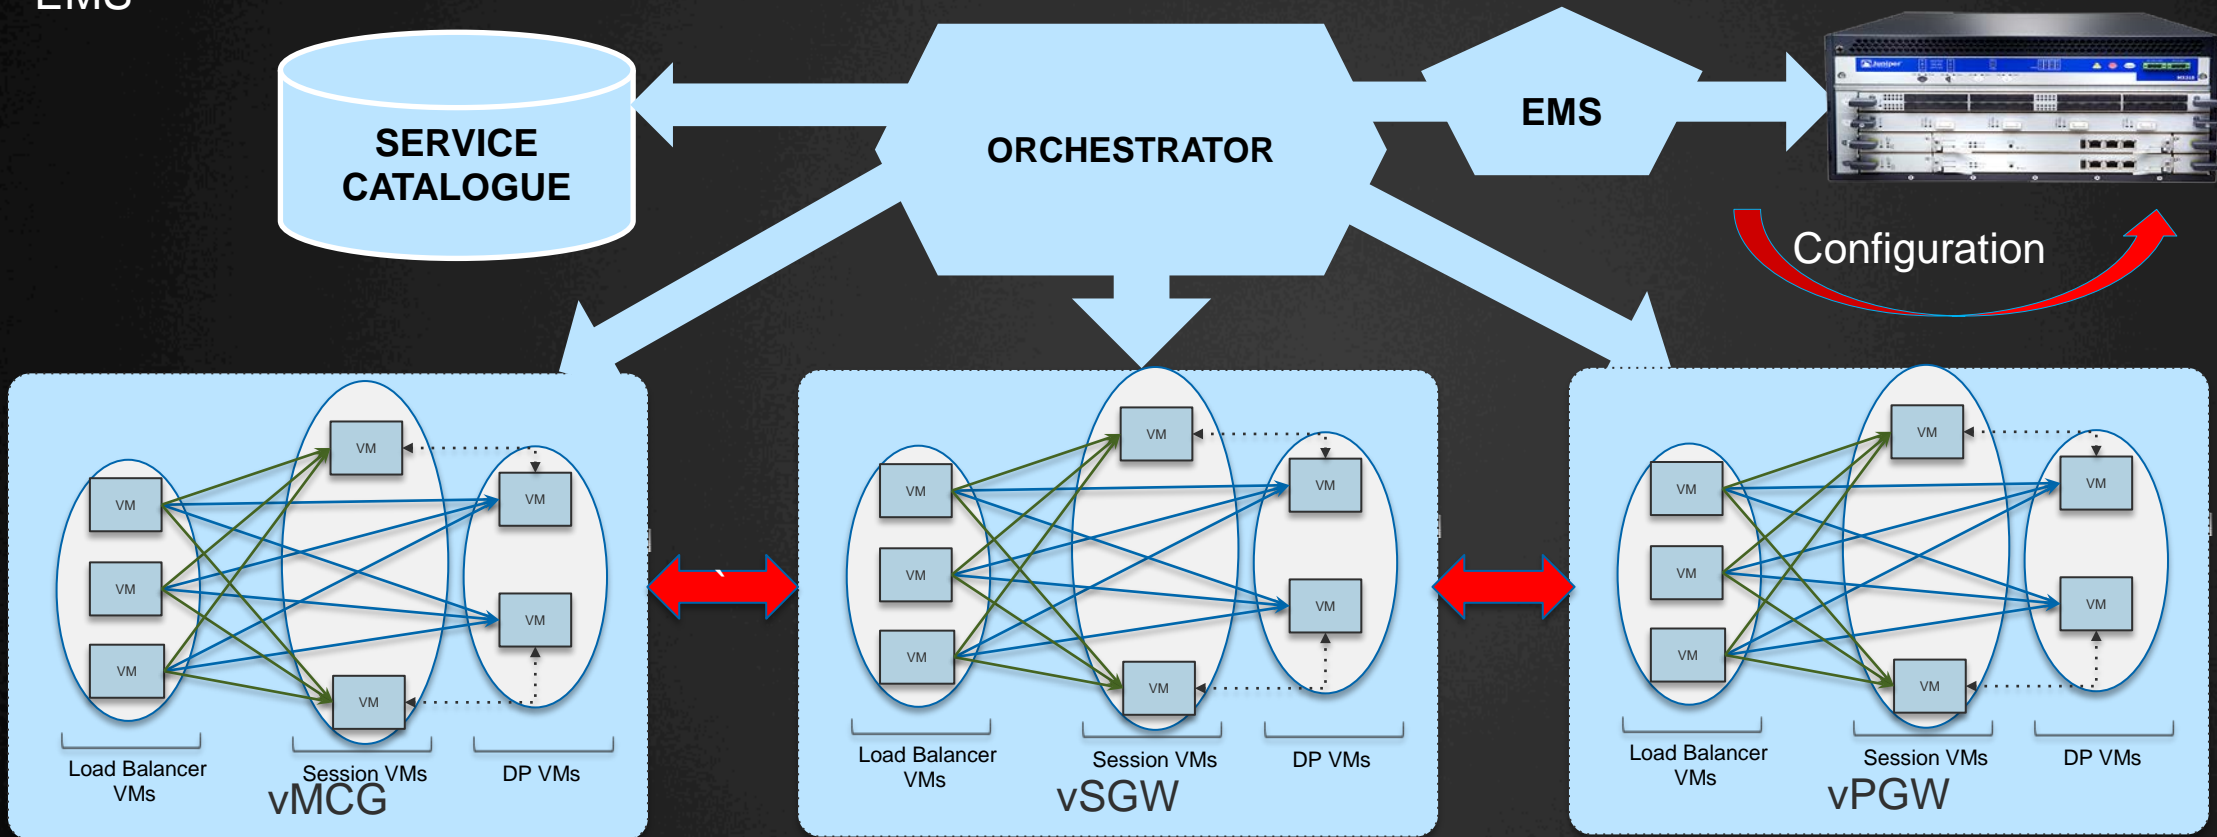 EMS
SERVICE
CATALOGUE
ORCHESTRATOR
EMS
Juniper
Configuration
VM
VM
VM
VM
VM
VM
VM
Load Balancer
VMs
Session VMs
DP VMs
vMCG
`
VM
VM
VM
VM
VM
VM
VM
Load Balancer
VMs
Session VMs
DP VMs
vSGW
VM
VM
VM
VM
VM
VM
VM
Load Balancer
VMs
Session VMs
DP VMs
vPGW